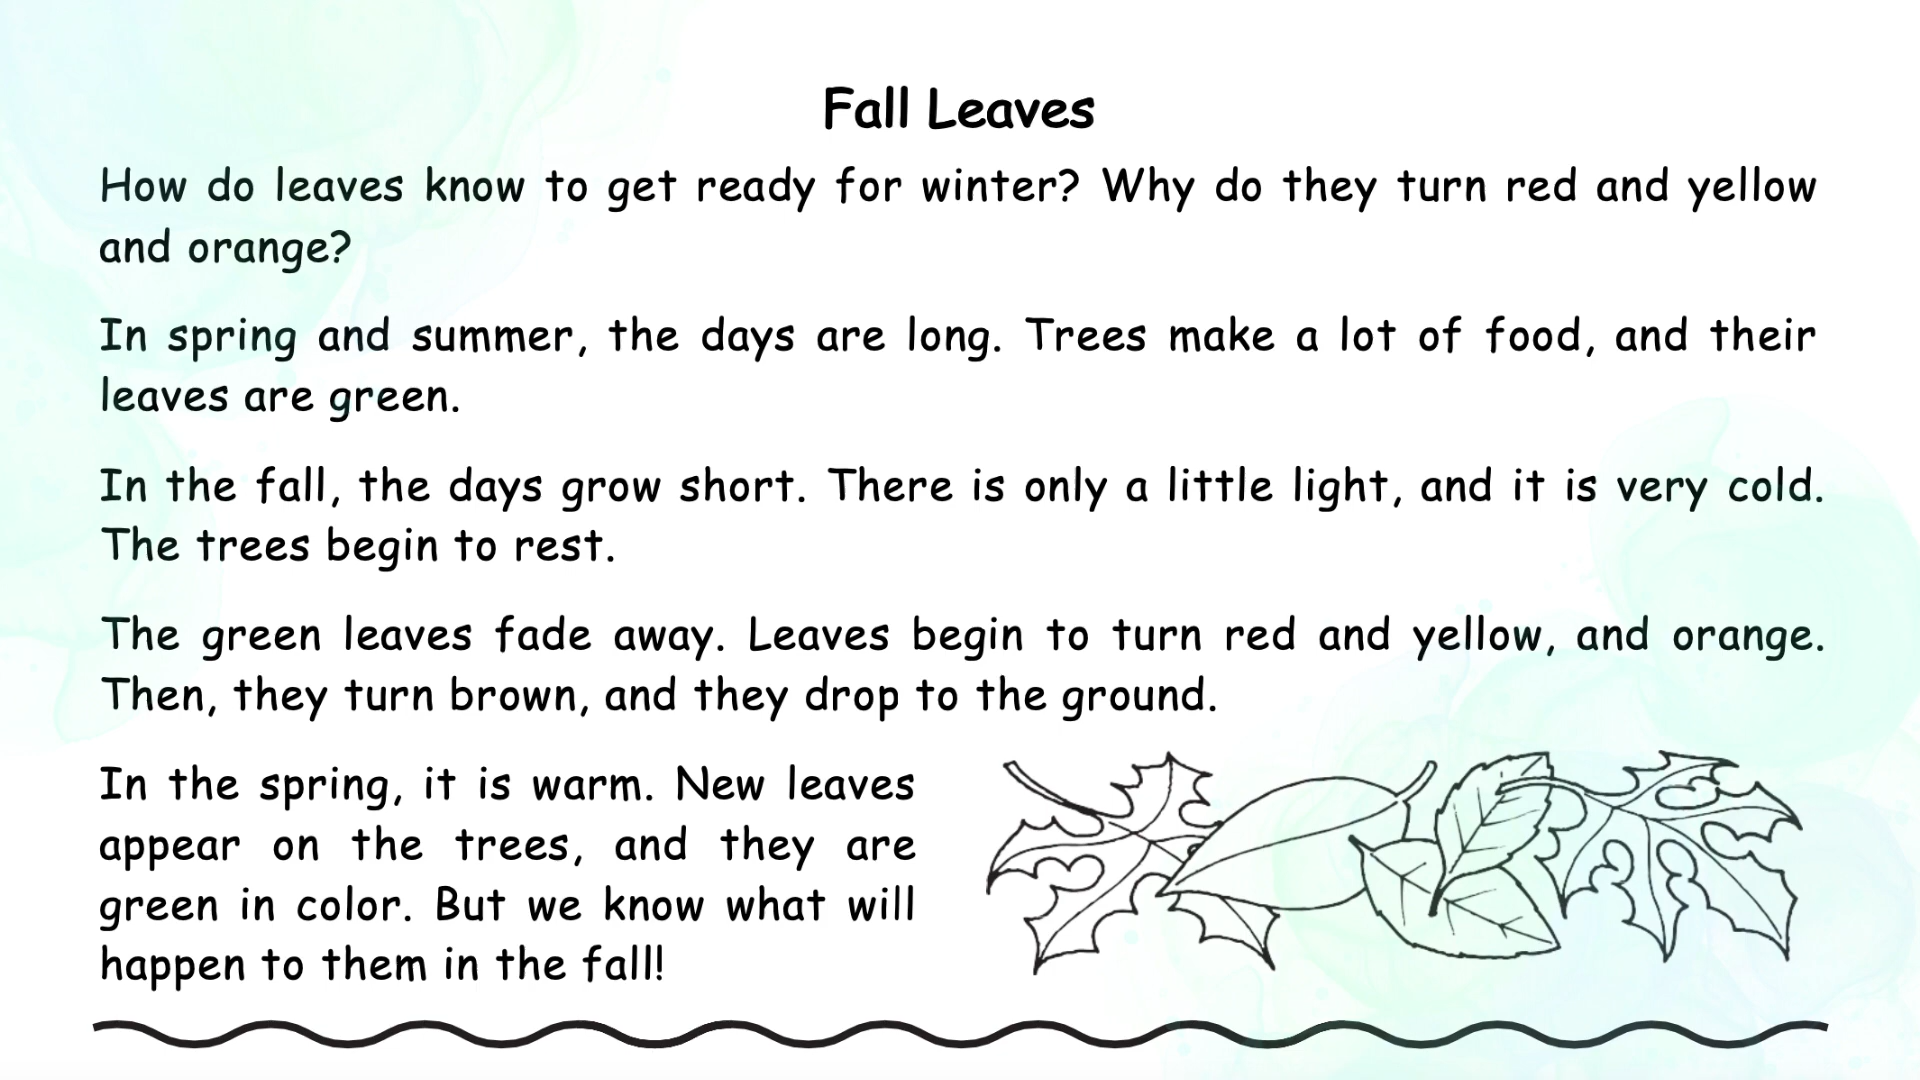 Fall Leaves
How do leaves know to get ready for winter? Why do they turn red and yellow
and orange?
In spring and summer, the days are long. Trees make a lot of food, and their
leaves are green.
In the fall, the days grow short. There is only a little light, and it is very cold.
The trees begin to rest.
The green leaves fade away. Leaves begin to turn red and yellow, and orange.
Then, they turn brown, and they drop to the ground.
In the spring, it is warm. New leaves
appear on the trees, and they are
green in color. But we know what will
happen to them in the fall!